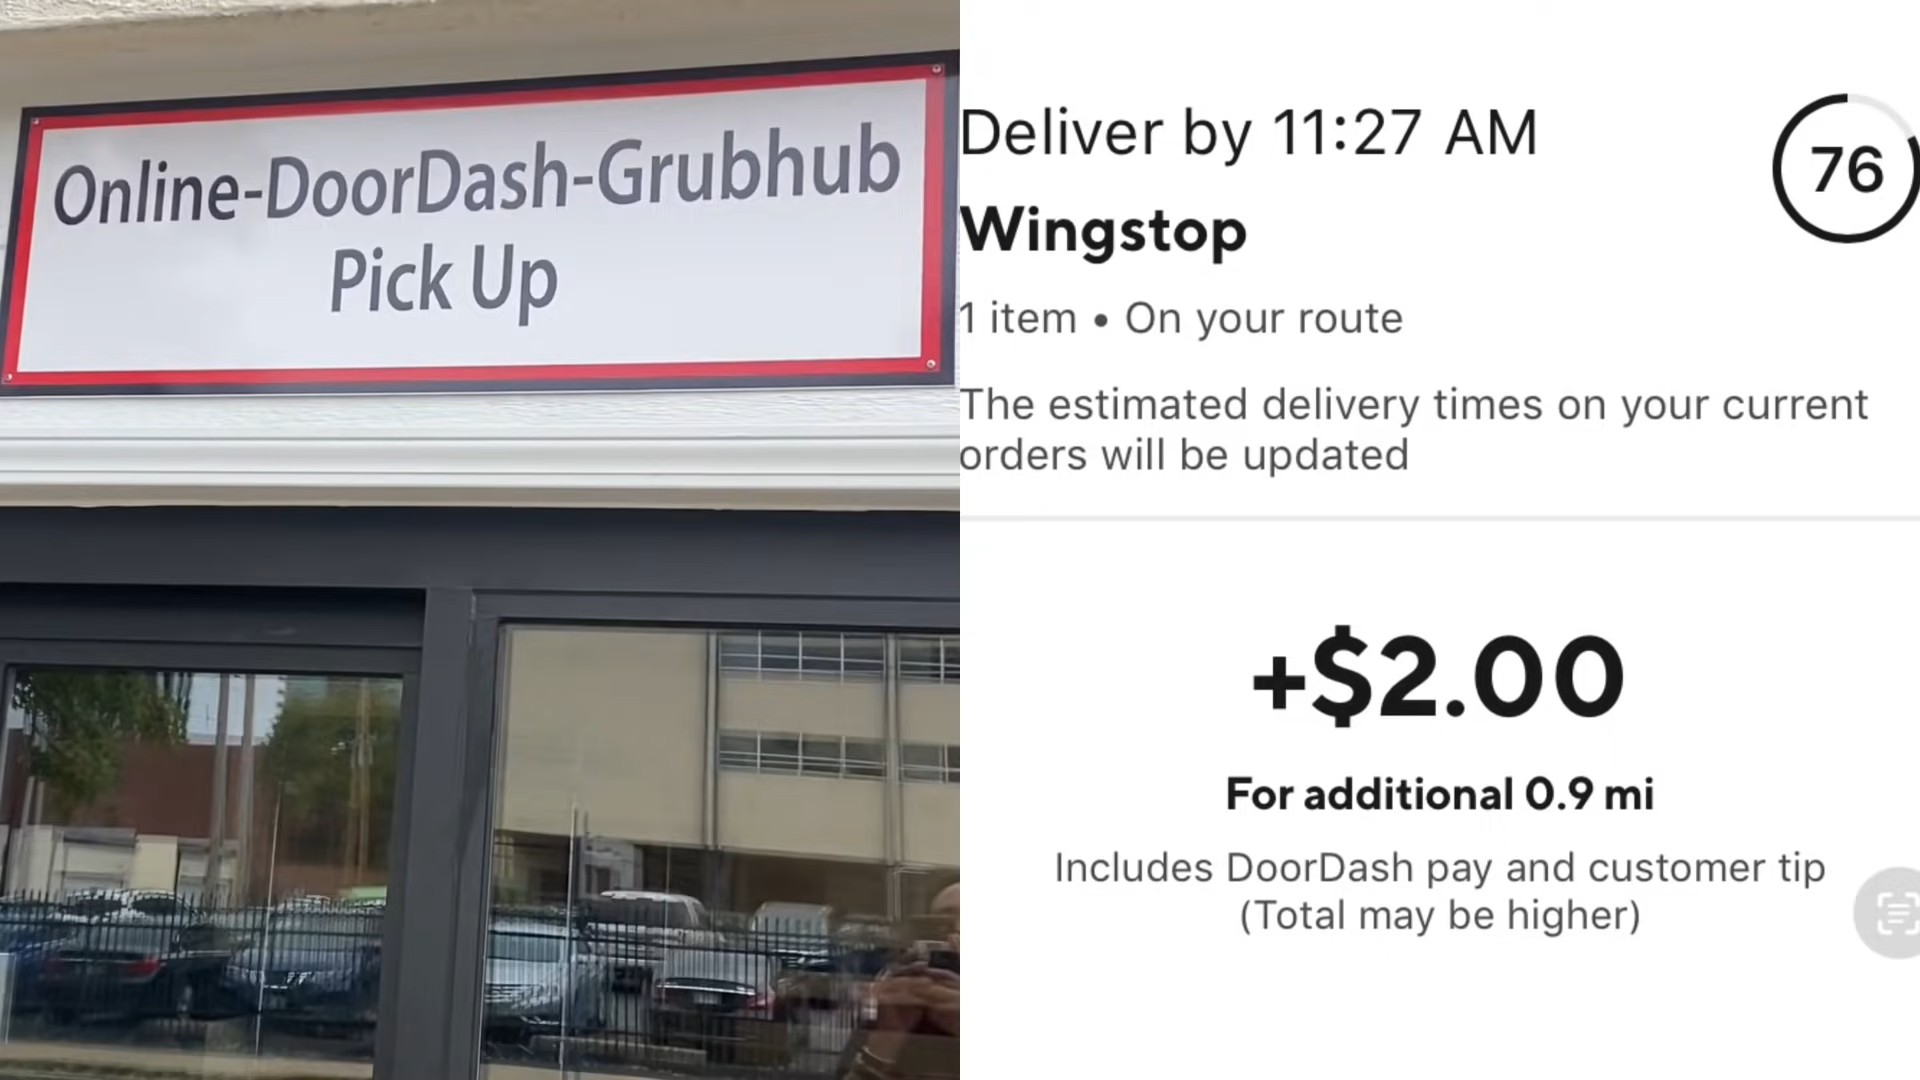 Online-DoorDash-Grubhub
Pick Up
Deliver by 11:27 AM
76
Wingstop
1 item • On your route
The estimated delivery times on your current
orders will be updated
+$2.00
For additional 0.9 mi
Includes DoorDash pay and customer tip
(Total may be higher)